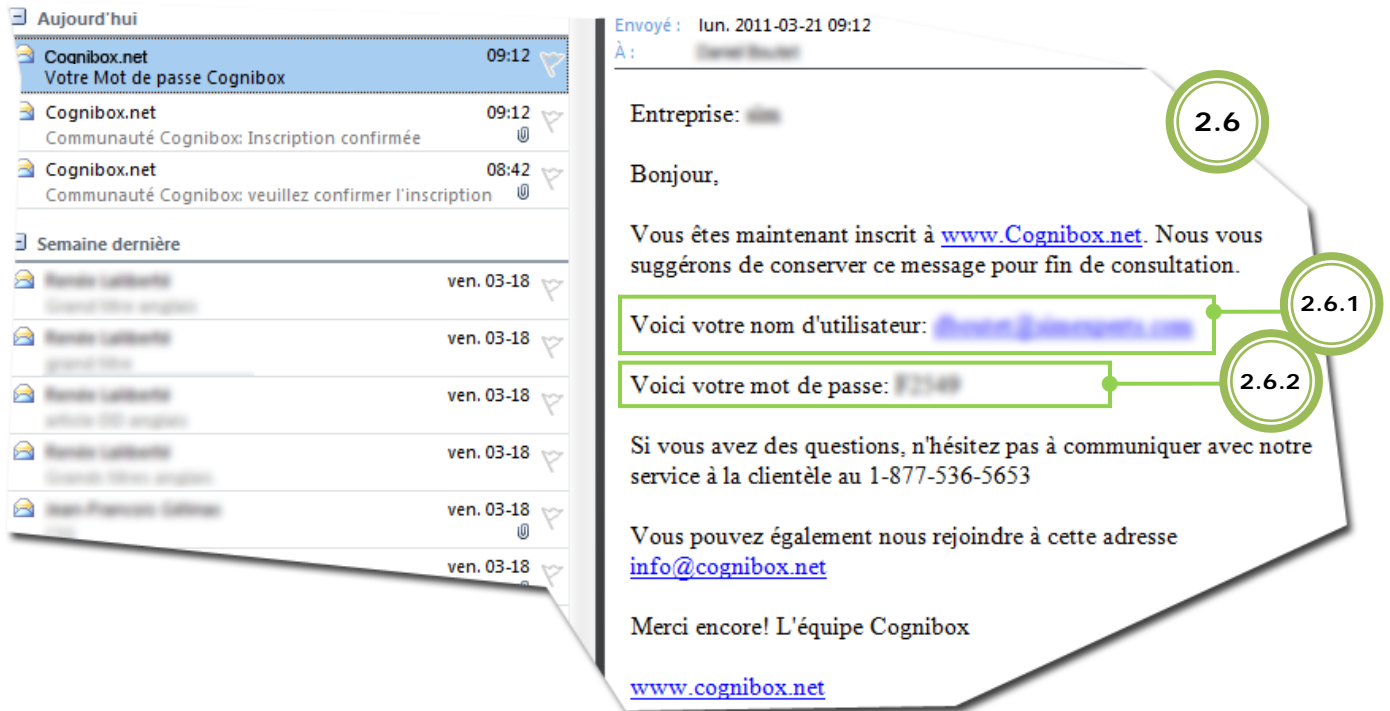 Aujourd'hui
Cognibox.net 09:12
Votre Mot de passe Cognibox
Cognibox.net 09:12
Communauté Cognibox: Inscription confirmée
Cognibox.net 08:42
Communauté Cognibox: veuillez confirmer l'inscription
Semaine dernière
ven. 03-18
ven. 03-18
ven. 03-18
ven. 03-18
ven. 03-18
ven. 03-18
Envoyé : lun. 2011-03-21 09:12
À :
2.6
Entreprise:
Bonjour,
Vous êtes maintenant inscrit à www.Cognibox.net. Nous vous
suggérons de conserver ce message pour fin de consultation.
2.6.1
Voici votre nom d'utilisateur:
2.6.2
Voici votre mot de passe:
Si vous avez des questions, n'hésitez pas à communiquer avec notre
service à la clientèle au 1-877-536-5653
Vous pouvez également nous rejoindre à cette adresse
info@cognibox.net
Merci encore! L'équipe Cognibox
www.cognibox.net